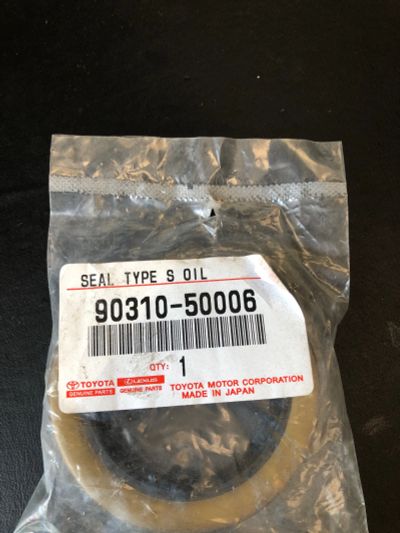 SEAL TYPE S OIL
90310-50006
QTY: 1
TOYOTA LEXUS TOYOTA MOTOR CORPORATION
GENUINE PARTS GENUINE PARTS MADE IN JAPAN